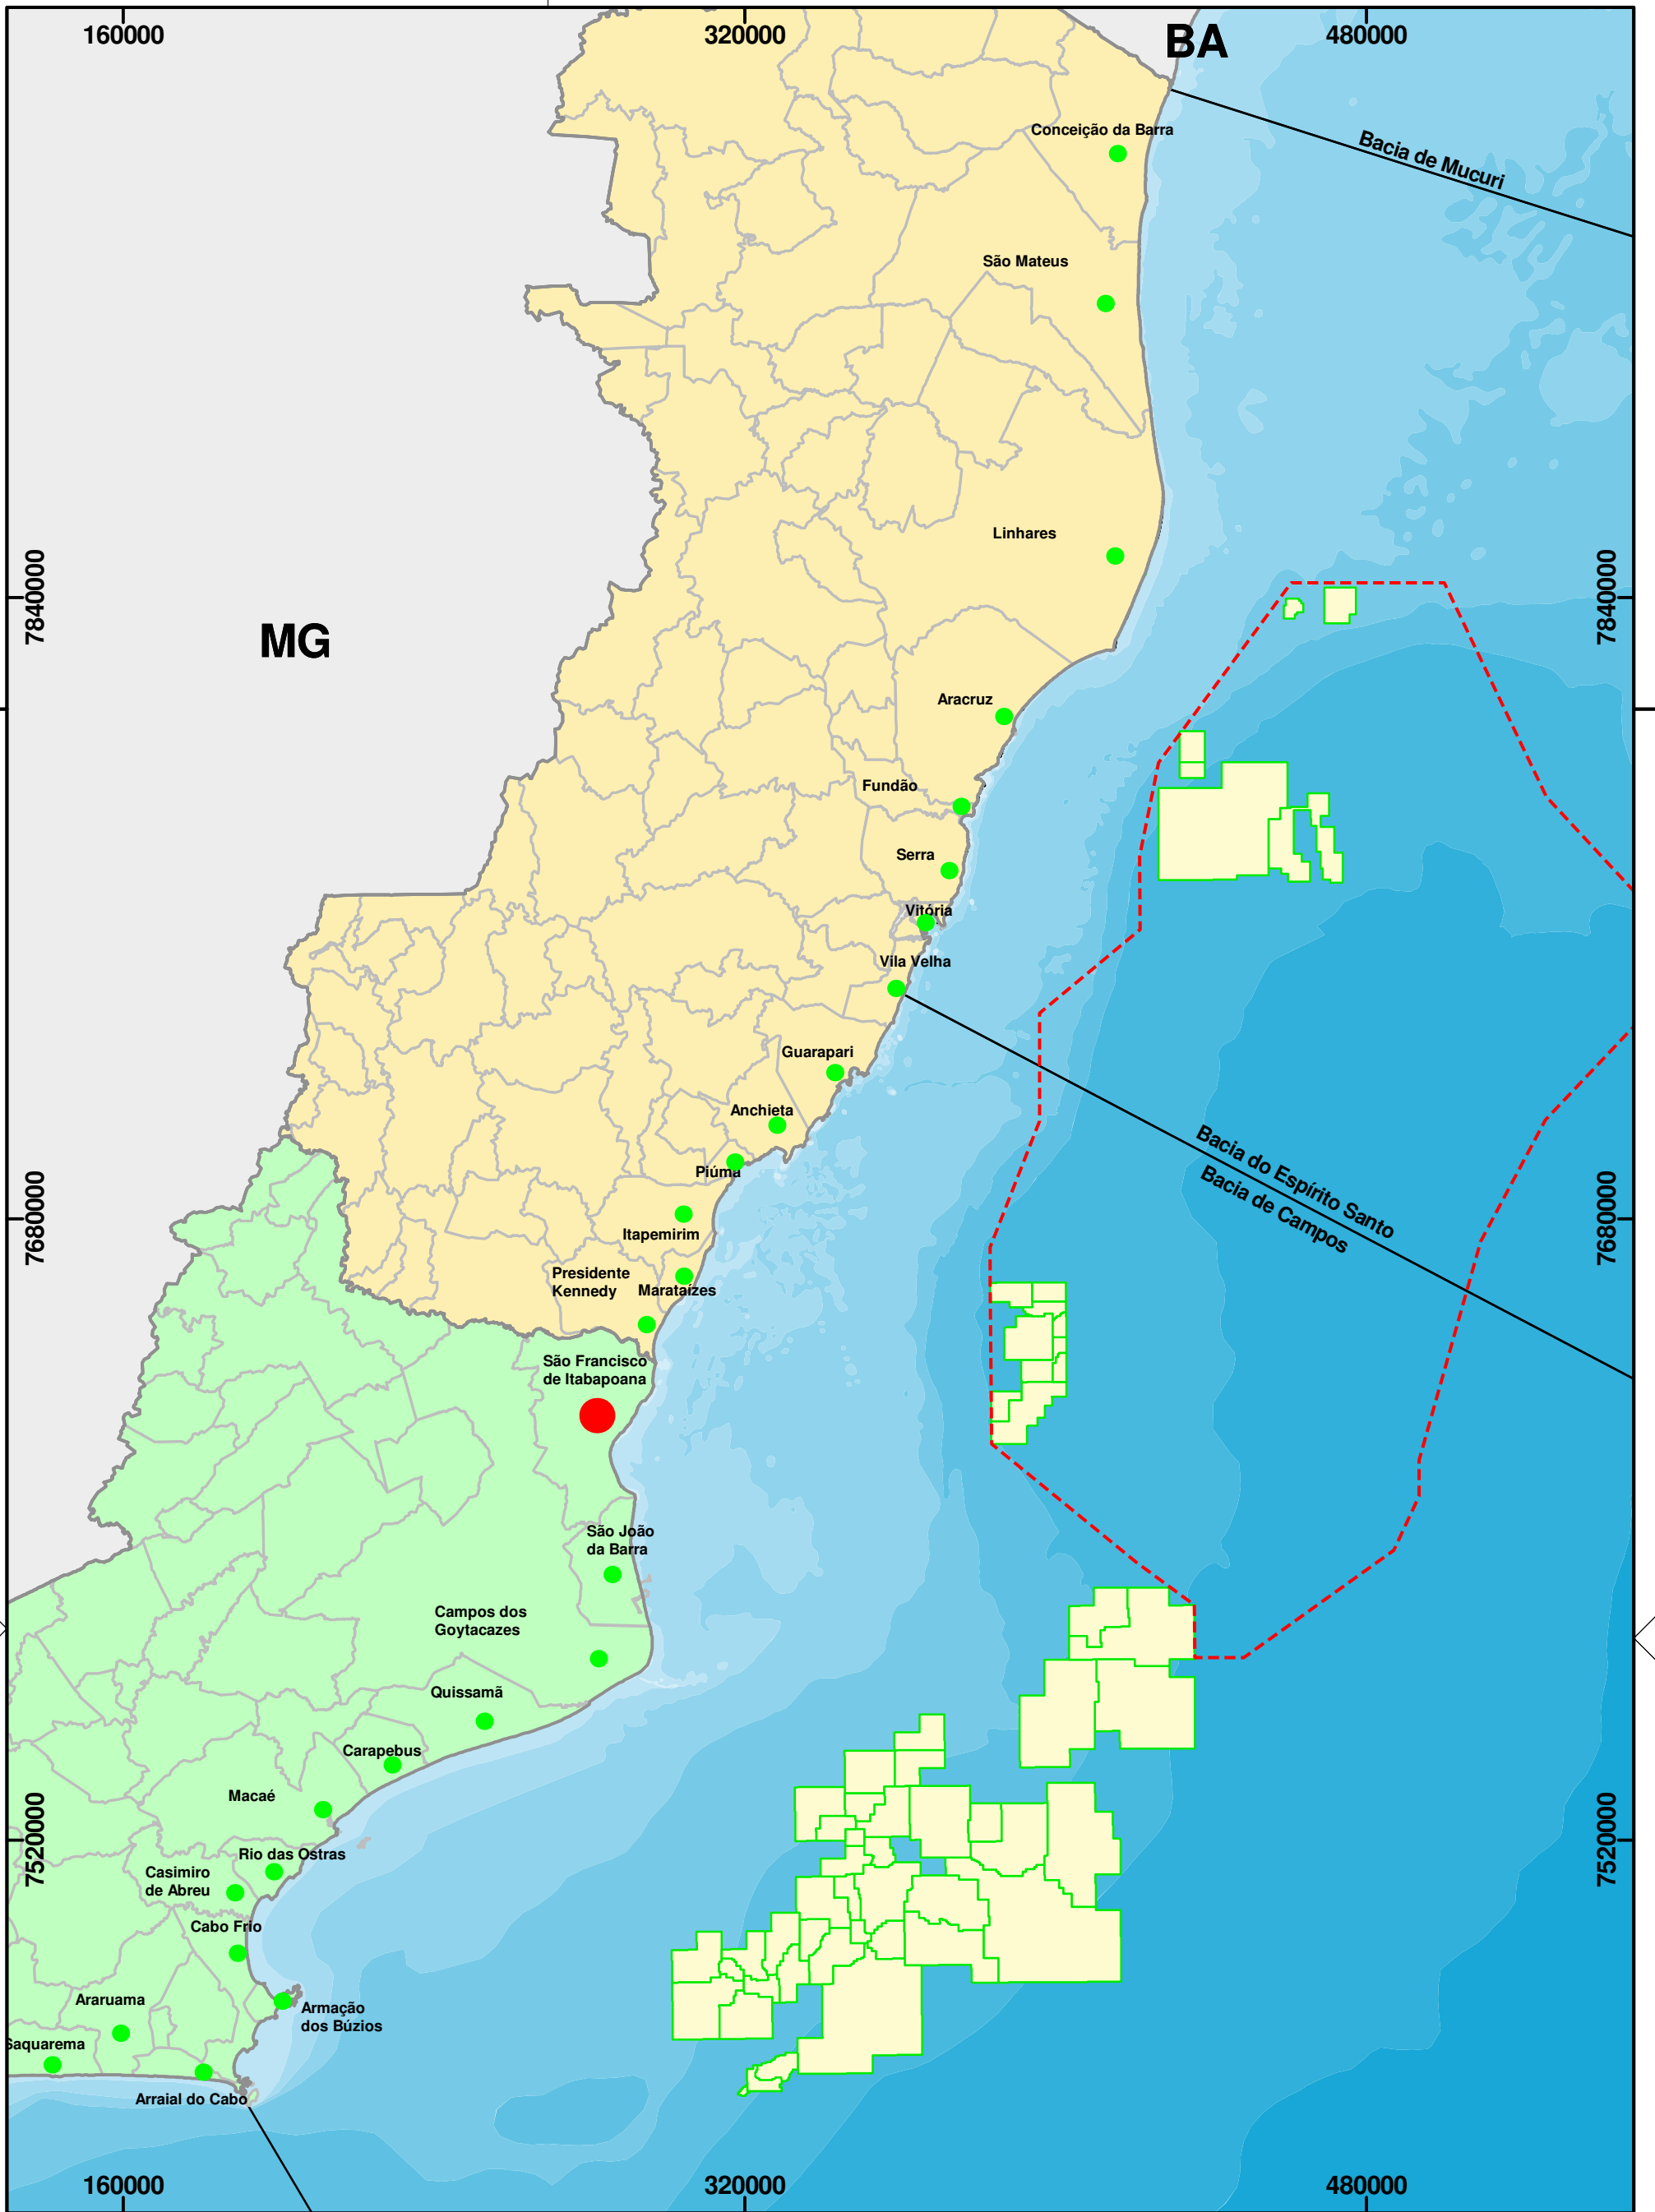 160000
320000
BA
480000
Conceição da Barra
Bacia de Mucuri
São Mateus
Linhares
7840000
7840000
MG
Aracruz
Fundão
Serra
Vitória
Vila Velha
Guarapari
Anchieta
Piúma
Bacia do Espírito Santo
Bacia de Campos
7680000
7680000
Itapemirim
Presidente
Kennedy
Marataízes
São Francisco
de Itabapoana
São João
da Barra
Campos dos
Goytacazes
Quissamã
Carapebus
Macaé
7520000
7520000
Rio das Ostras
Casimiro
de Abreu
Cabo Frio
Araruama
Armação
dos Búzios
Saquarema
Arraial do Cabo
160000
320000
480000